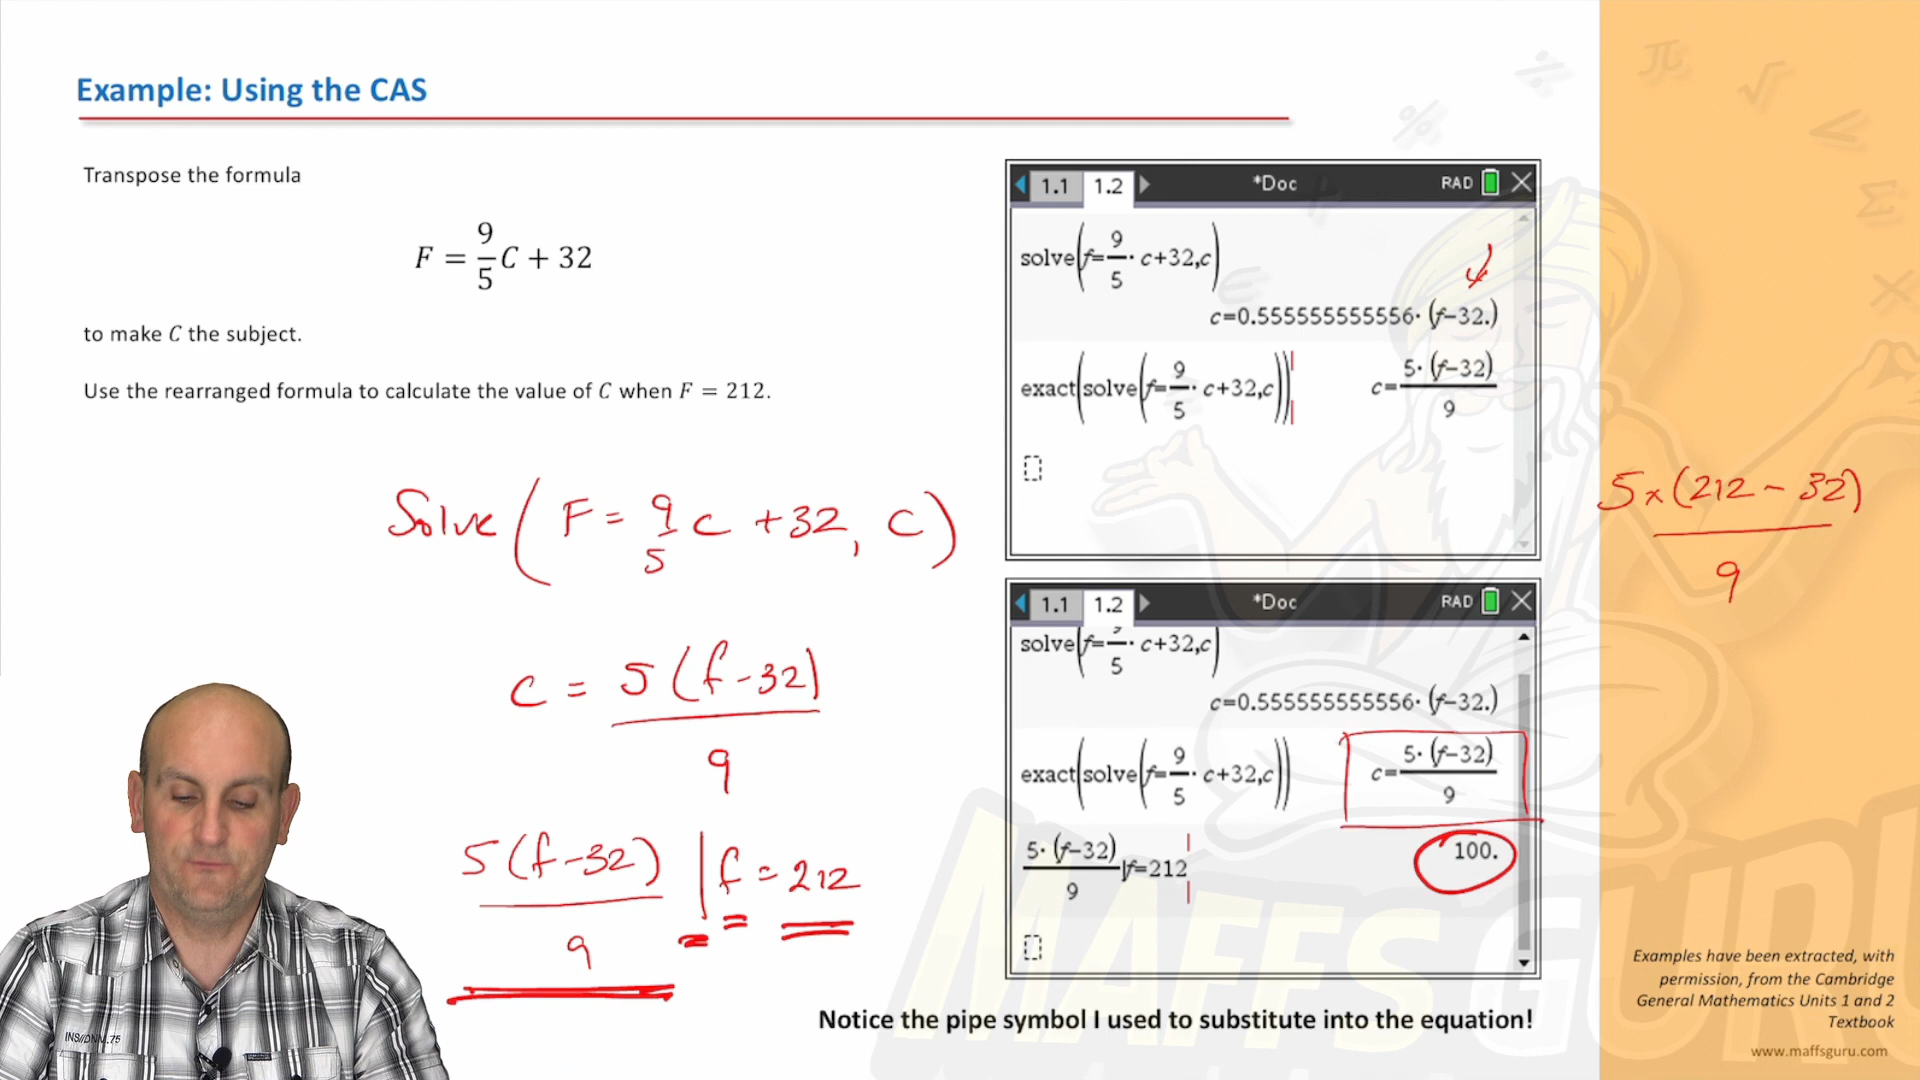 Example: Using the CAS
Transpose the formula
F = 9/5 C + 32
to make C the subject.
Use the rearranged formula to calculate the value of C when F = 212.
Solve ( F = 9/5 c + 32, c )
c = 5 (f-32) / 9
5 (f-32) / 9 | f = 212
1.1 1.2 *Doc RAD
solve(f=9/5· c+32,c)
c=0.555555555556· (f-32.)
exact(solve(f=9/5· c+32,c))
c=5· (f-32)/9
1.1 1.2 *Doc RAD
solve(f=9/5· c+32,c)
c=0.555555555556· (f-32.)
exact(solve(f=9/5· c+32,c))
c=5· (f-32)/9
5· (f-32)/9|f=212
100.
Notice the pipe symbol I used to substitute into the equation!
5 x (212 - 32) / 9
MAFFS GURU
Examples have been extracted, with
permission, from the Cambridge
General Mathematics Units 1 and 2
Textbook
www.maffsguru.com